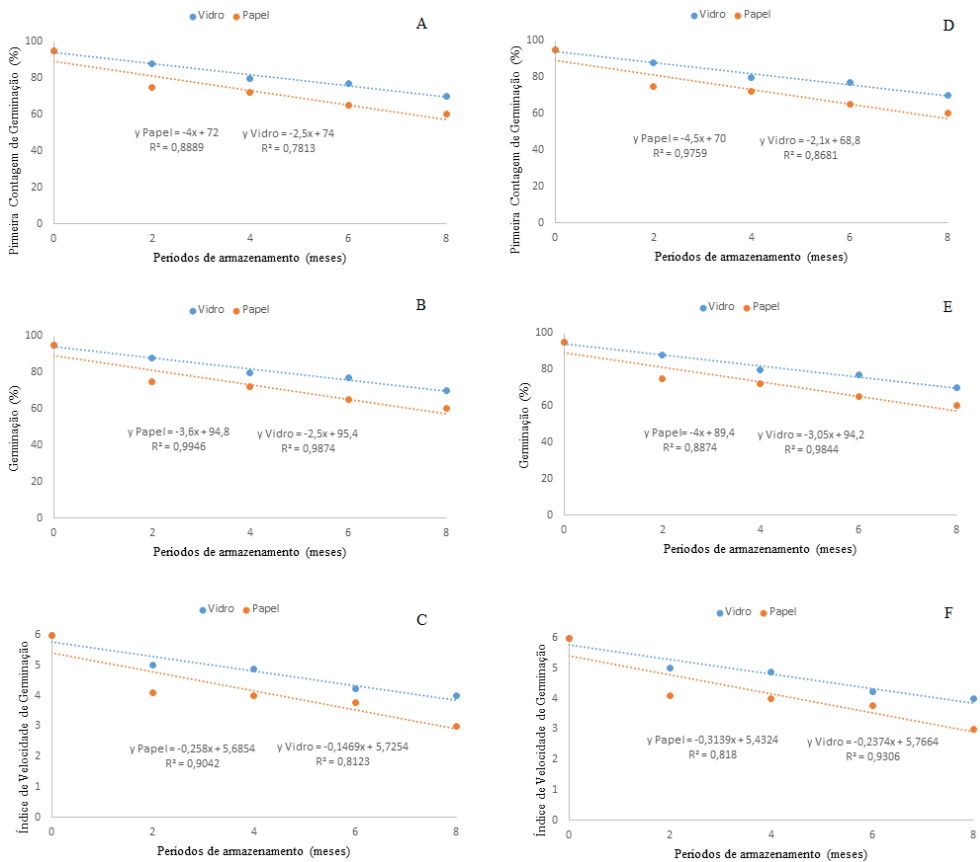 Vidro Papel
A
Pirmeira Contagem de Germinação (%)
100
80
60
40
20
0
y Papel = -4x + 72 y Vidro = -2,5x + 74
R² = 0,8889 R² = 0,7813
0 2 4 6 8
Periodos de armazenamento (meses)
Vidro Papel
D
Pirmeira Contagem de Germinação (%)
100
80
60
40
20
0
y Papel = -4,5x + 70 y Vidro = -2,1x + 68,8
R² = 0,9759 R² = 0,8681
0 2 4 6 8
Periodos de armazenamento (meses)
Vidro Papel
B
Germinação (%)
100
80
60
40
20
0
y Papel = -3,6x + 94,8 y Vidro = -2,5x + 95,4
R² = 0,9946 R² = 0,9874
0 2 4 6 8
Periodos de armazenamento (meses)
Vidro Papel
E
Germinação (%)
100
80
60
40
20
0
y Papel = -4x + 89,4 y Vidro = -3,05x + 94,2
R² = 0,8874 R² = 0,9844
0 2 4 6 8
Periodos de armazenamento (meses)
Vidro Papel
C
Índice de Velocidade de Germinação
6
5
4
3
2
1
0
y Papel = -0,258x + 5,6854 y Vidro = -0,1469x + 5,7254
R² = 0,9042 R² = 0,8123
0 2 4 6 8
Periodos de armazenamento (meses)
Vidro Papel
F
Índice de Velocidade de Germinação
6
5
4
3
2
1
0
y Papel = -0,3139x + 5,4324 y Vidro = -0,2374x + 5,7664
R² = 0,818 R² = 0,9306
0 2 4 6 8
Periodos de armazenamento (meses)